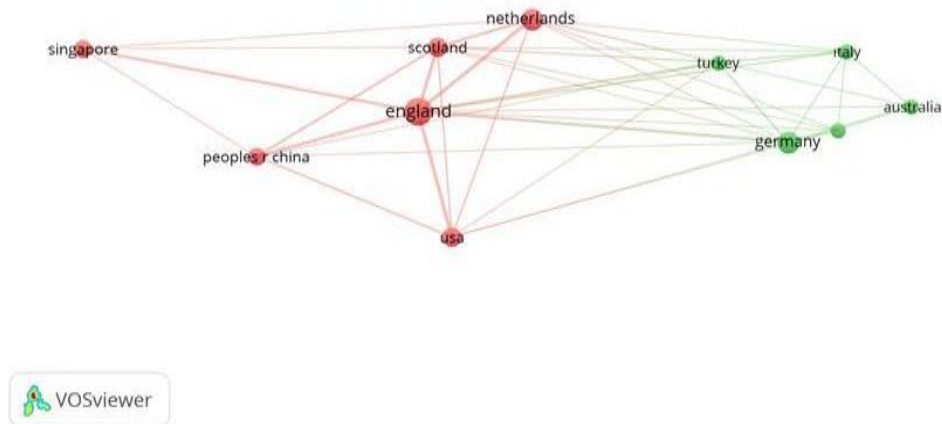 netherlands
singapore
scotland
italy
turkey
australia
england
germany
peoples r china
usa
VOSviewer